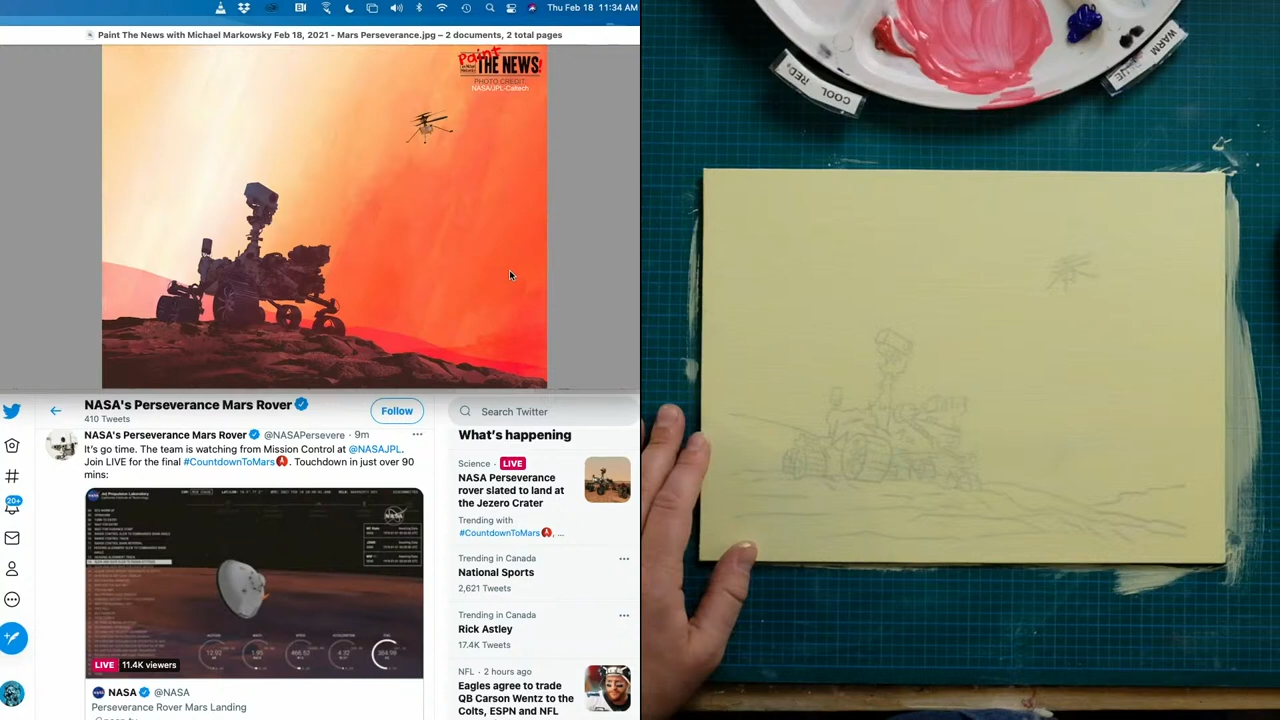 Thu Feb 18 11:34 AM
Paint The News with Michael Markowsky Feb 18, 2021 - Mars Perseverance.jpg – 2 documents, 2 total pages
Paint
THE NEWS!
PHOTO CREDIT:
NASA/JPL-Caltech
NASA's Perseverance Mars Rover
410 Tweets
Follow
NASA's Perseverance Mars Rover @NASAPersevere · 9m
It's go time. The team is watching from Mission Control at @NASAJPL.
Join LIVE for the final #CountdownToMars. Touchdown in just over 90
mins:
Jet Propulsion Laboratory
NASA
LIVE 11.4K viewers
NASA @NASA
Perseverance Rover Mars Landing
20+
Search Twitter
What's happening
Science · LIVE
NASA Perseverance
rover slated to land at
the Jezero Crater
Trending with
#CountdownToMars, ...
Trending in Canada
National Sports
2,621 Tweets
Trending in Canada
Rick Astley
17.4K Tweets
NFL · 2 hours ago
Eagles agree to trade
QB Carson Wentz to the
Colts, ESPN and NFL
COOL RED:
WARM